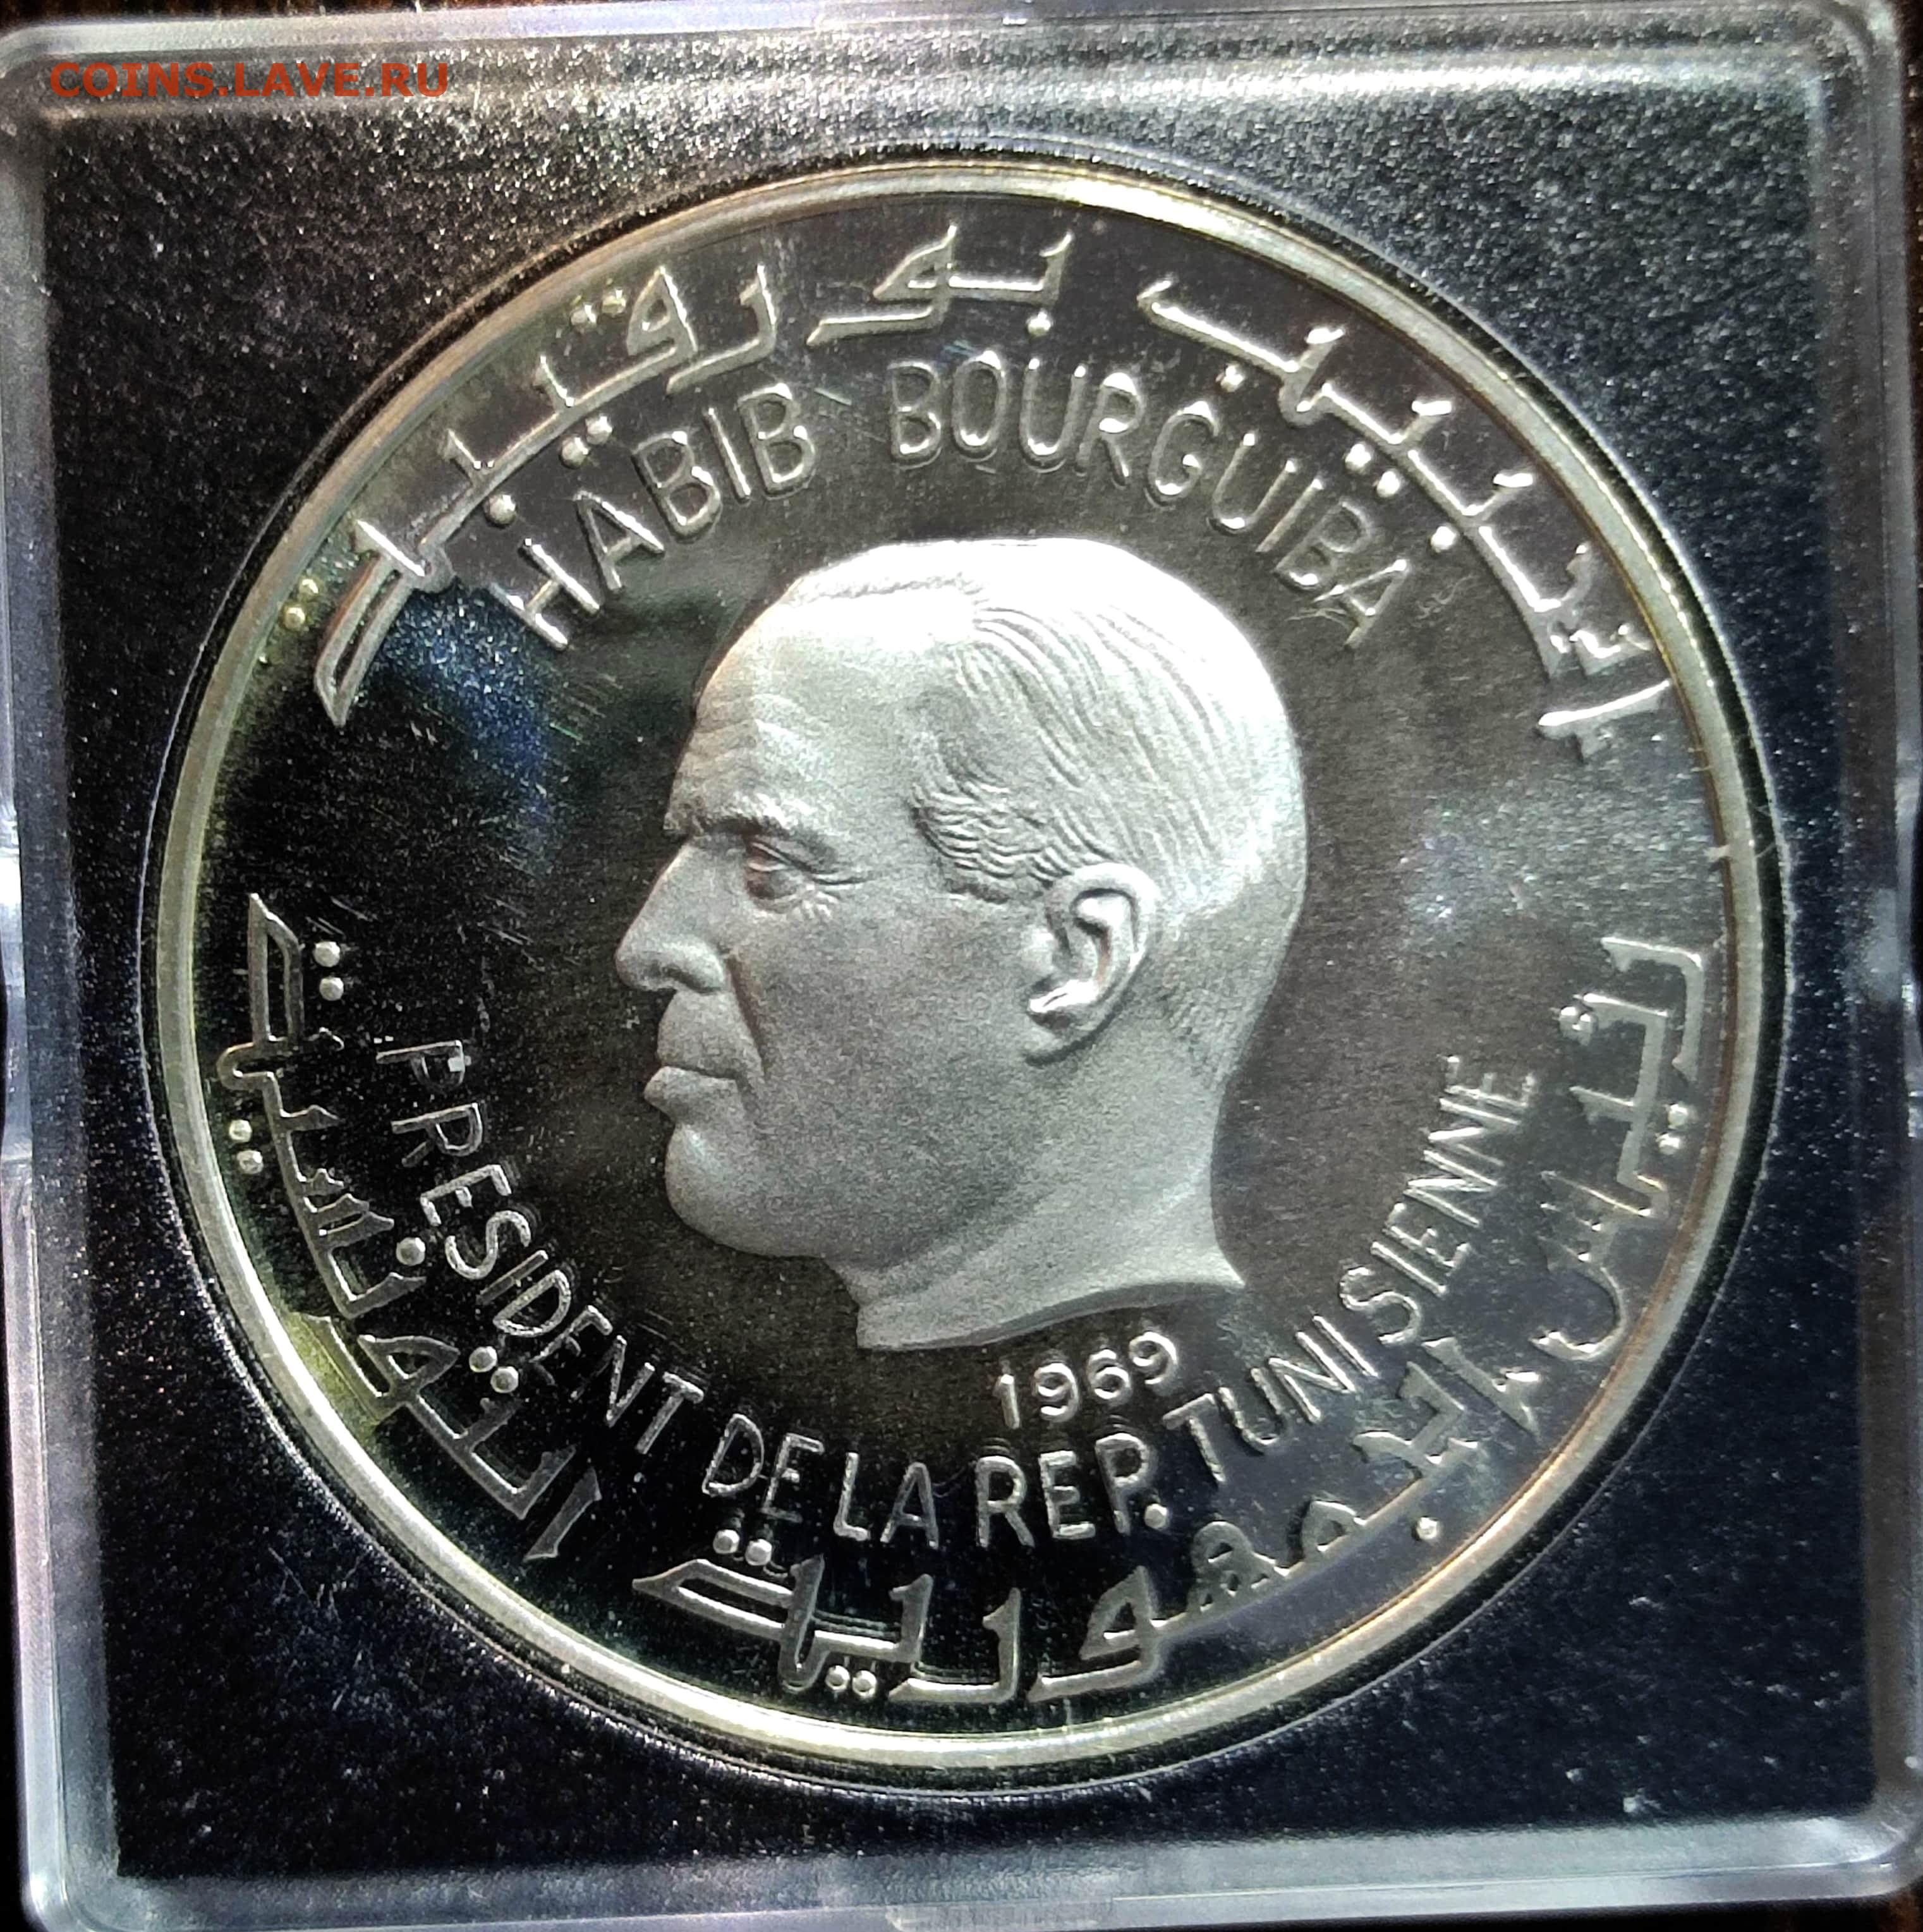 COINS.LAVE.RU
الحبيب بورقيبة
HABIB BOURGUIBA
1969
PRESIDENT DE LA REP. TUNISIENNE
رئيس الجمهورية التونسية